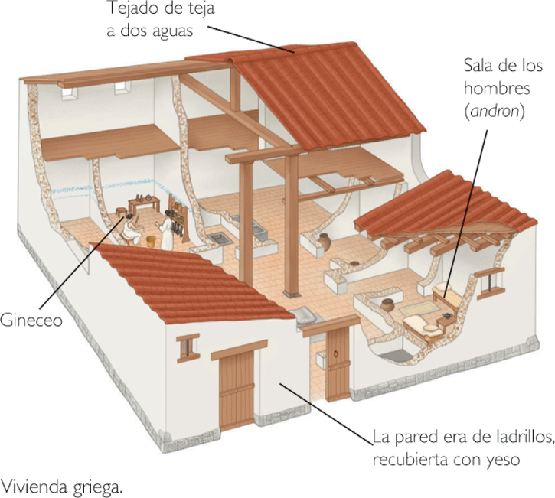 Tejado de teja
a dos aguas
Sala de los
hombres
(andron)
Gineceo
La pared era de ladrillos,
recubierta con yeso
Vivienda griega.